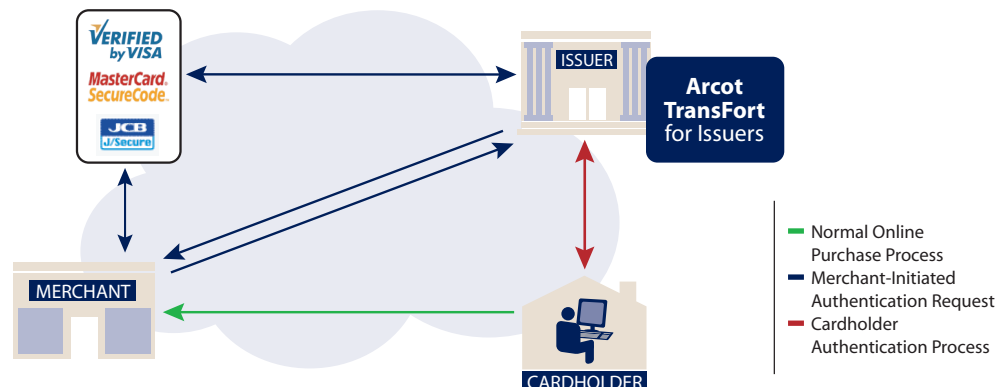 VERIFIED
by VISA
MasterCard.
SecureCode.
JCB
J/Secure
ISSUER
Arcot
TransFort
for Issuers
MERCHANT
CARDHOLDER
Normal Online
Purchase Process
Merchant-Initiated
Authentication Request
Cardholder
Authentication Process